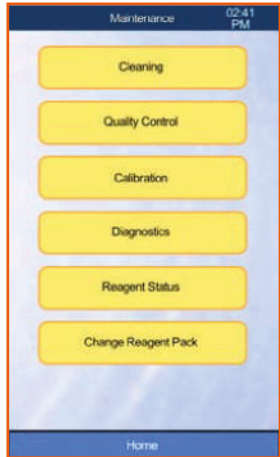 Maintenance 02:41
PM
Cleaning
Quality Control
Calibration
Diagnostics
Reagent Status
Change Reagent Pack
Home